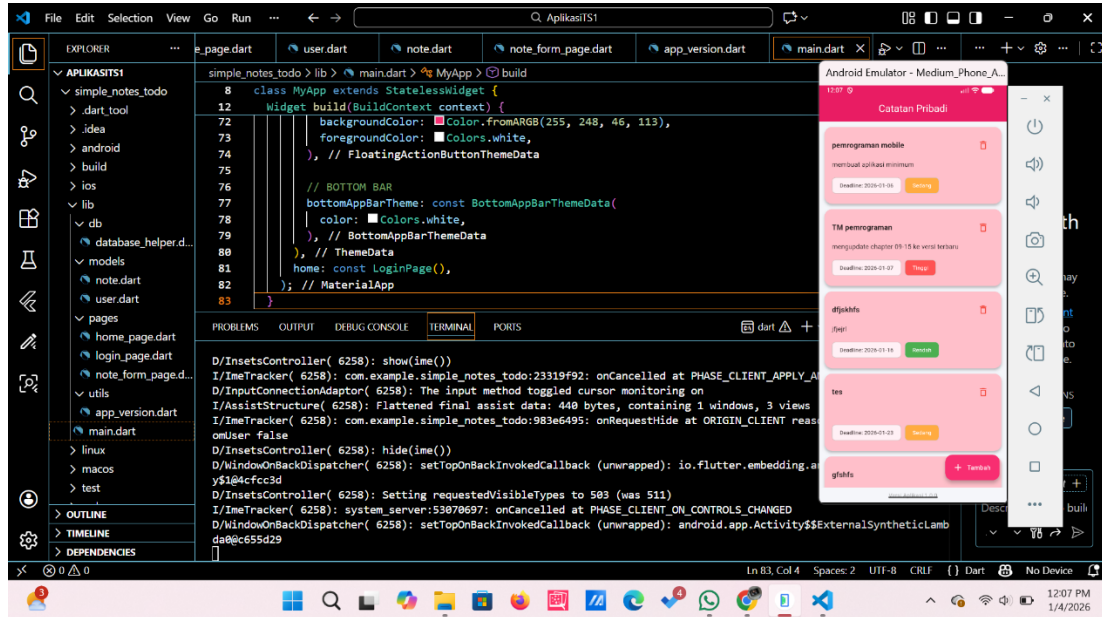 File Edit Selection View Go Run ··· AplikasiTS1
EXPLORER ···
e_page.dart user.dart note.dart note_form_page.dart app_version.dart main.dart
APLIKASITS1
simple_notes_todo
.dart_tool
.idea
android
build
ios
lib
db
database_helper.d...
models
note.dart
user.dart
pages
home_page.dart
login_page.dart
note_form_page.d...
utils
app_version.dart
main.dart
linux
macos
test
OUTLINE
TIMELINE
DEPENDENCIES
simple_notes_todo > lib > main.dart > MyApp > build
8 class MyApp extends StatelessWidget {
12 Widget build(BuildContext context) {
72 backgroundColor: Colors.fromARGB(255, 248, 46, 113),
73 foregroundColor: Colors.white,
74 ), // FloatingActionButtonThemeData
75
76 // BOTTOM BAR
77 bottomAppBarTheme: const BottomAppBarThemeData(
78 color: Colors.white,
79 ), // BottomAppBarThemeData
80 ), // ThemeData
81 home: const LoginPage(),
82 ); // MaterialApp
83 }
PROBLEMS OUTPUT DEBUG CONSOLE TERMINAL PORTS dart
D/InsetsController( 6258): show(ime())
I/ImeTracker( 6258): com.example.simple_notes_todo:23319f92: onCancelled at PHASE_CLIENT_APPLY_A
D/InputConnectionAdaptor( 6258): The input method toggled cursor monitoring on
I/AssistStructure( 6258): Flattened final assist data: 440 bytes, containing 1 windows, 3 views
I/ImeTracker( 6258): com.example.simple_notes_todo:983e6495: onRequestHide at ORIGIN_CLIENT reaso
omUser false
D/InsetsController( 6258): hide(ime())
D/WindowOnBackDispatcher( 6258): setTopOnBackInvokedCallback (unwrapped): io.flutter.embedding.a
y$1@4cfcc3d
D/InsetsController( 6258): Setting requestedVisibleTypes to 503 (was 511)
I/ImeTracker( 6258): system_server:53070697: onCancelled at PHASE_CLIENT_ON_CONTROLS_CHANGED
D/WindowOnBackDispatcher( 6258): setTopOnBackInvokedCallback (unwrapped): android.app.Activity$$ExternalSyntheticLamb
da0@c655d29
Android Emulator - Medium_Phone_A...
12:07
Catatan Pribadi
pemrograman mobile
membuat aplikasi minimum
Deadline: 2026-01-06 Sedang
TM pemrograman
mengupdate chapter 09-15 ke versi terbaru
Deadline: 2026-01-07 Tinggi
dfjskhfs
jfjejrl
Deadline: 2026-01-16 Rendah
tes
Deadline: 2026-01-23 Sedang
gfshfs
+ Tambah
0 0 Ln 83, Col 4 Spaces: 2 UTF-8 CRLF {} Dart No Device
3
4
12:07 PM
1/4/2026